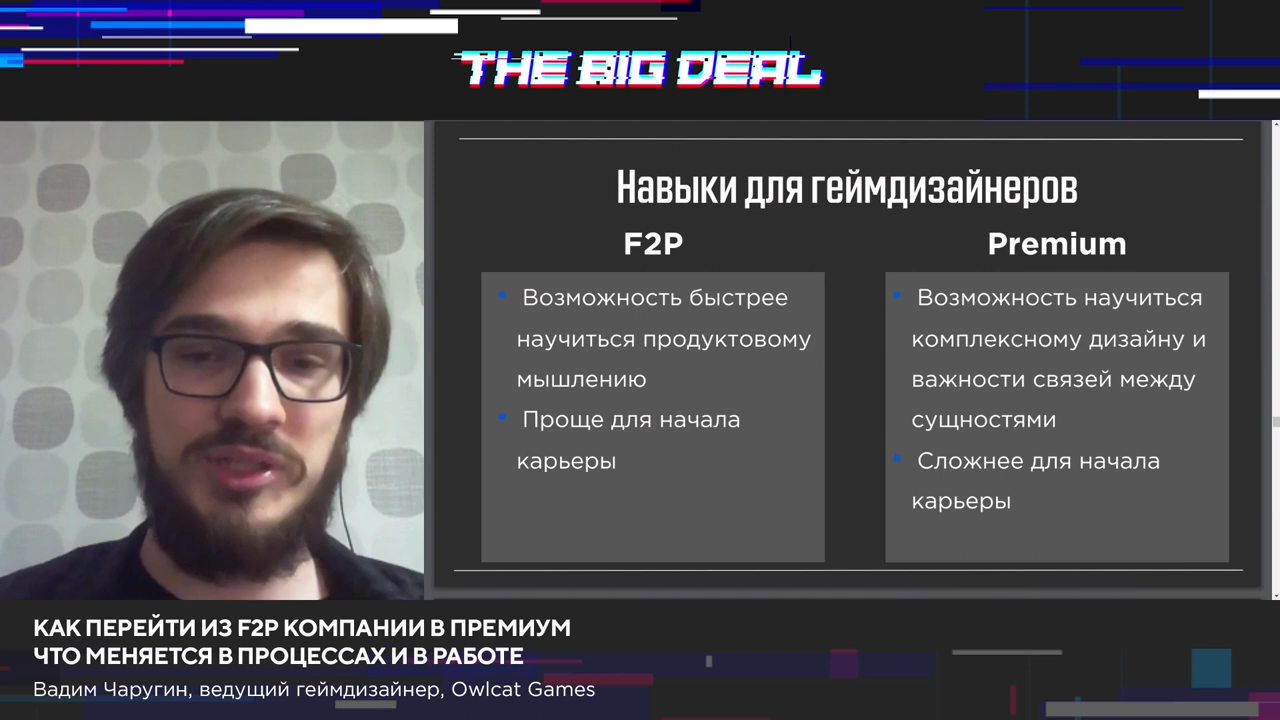 THE BIG DEAL
Навыки для геймдизайнеров
F2P
Возможность быстрее
научиться продуктовому
мышлению
Проще для начала
карьеры
Premium
Возможность научиться
комплексному дизайну и
важности связей между
сущностями
Сложнее для начала
карьеры
КАК ПЕРЕЙТИ ИЗ F2P КОМПАНИИ В ПРЕМИУМ
ЧТО МЕНЯЕТСЯ В ПРОЦЕССАХ И В РАБОТЕ
Вадим Чаругин, ведущий геймдизайнер, Owlcat Games